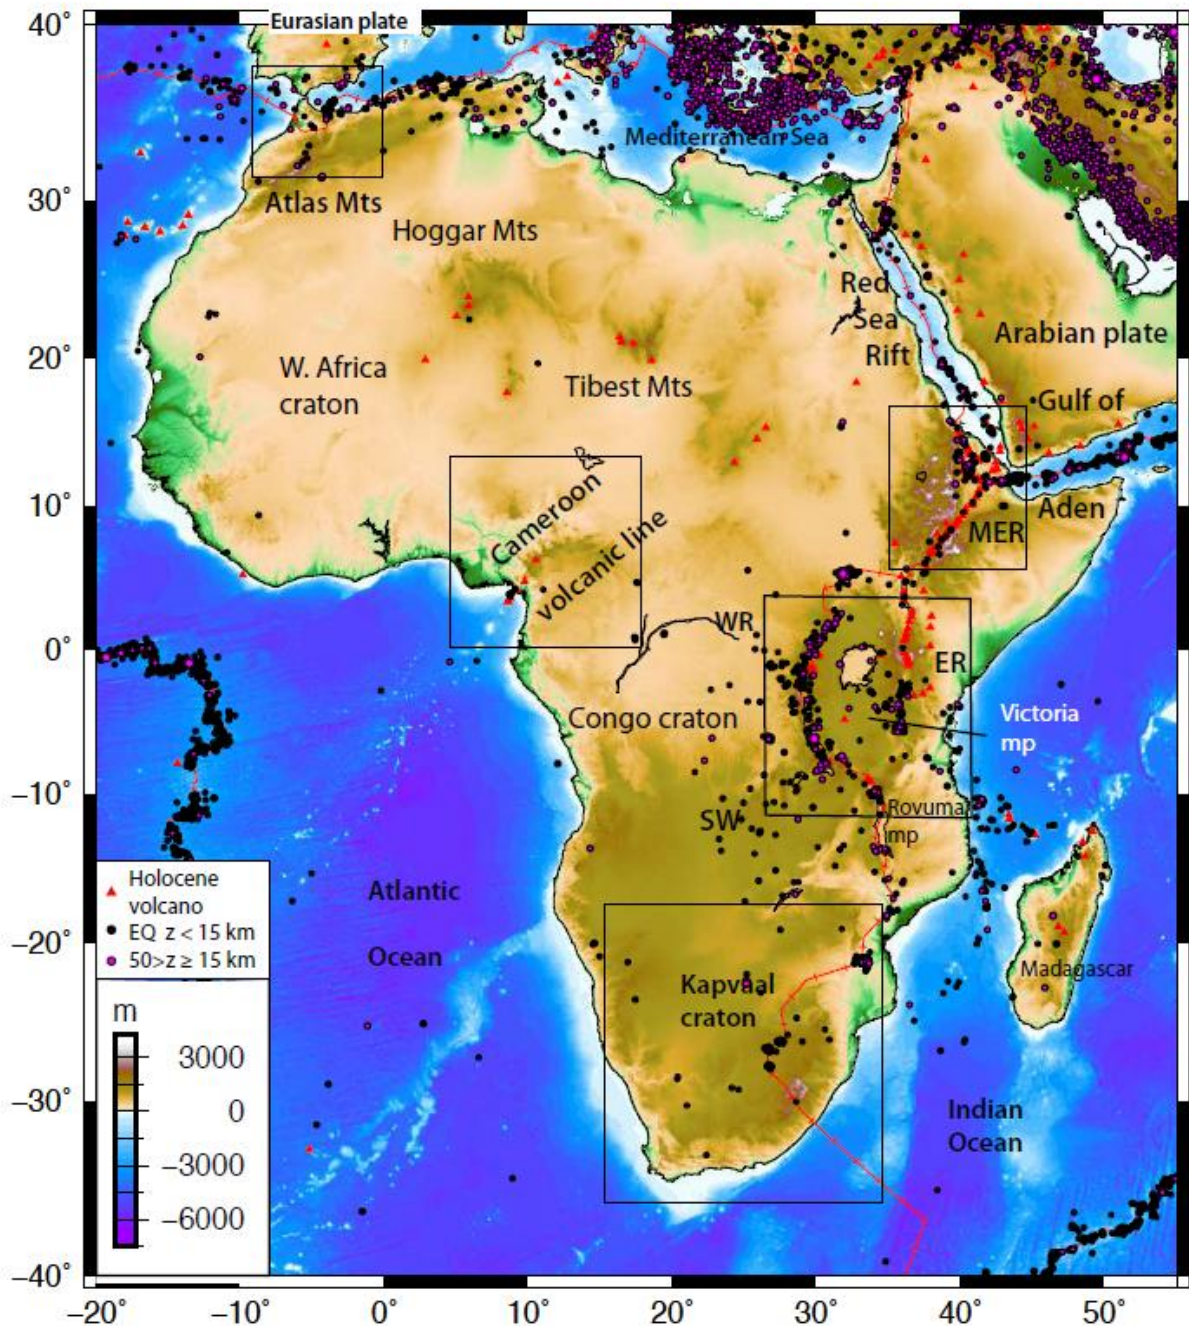 Eurasian plate
40°
30°
20°
10°
0°
−10°
−20°
−30°
−40°
Mediterranean Sea
Atlas Mts
Hoggar Mts
Red
Sea
Rift
Arabian plate
W. Africa
craton
Tibest Mts
Gulf of
Aden
Cameroon
volcanic line
MER
WR
ER
Congo craton
Victoria
mp
SW
Rovuma
mp
Holocene
volcano
EQ z < 15 km
50>z ≥ 15 km
Atlantic
Ocean
Kapvaal
craton
Madagascar
Indian
Ocean
m
3000
0
−3000
−6000
−20°
−10°
0°
10°
20°
30°
40°
50°